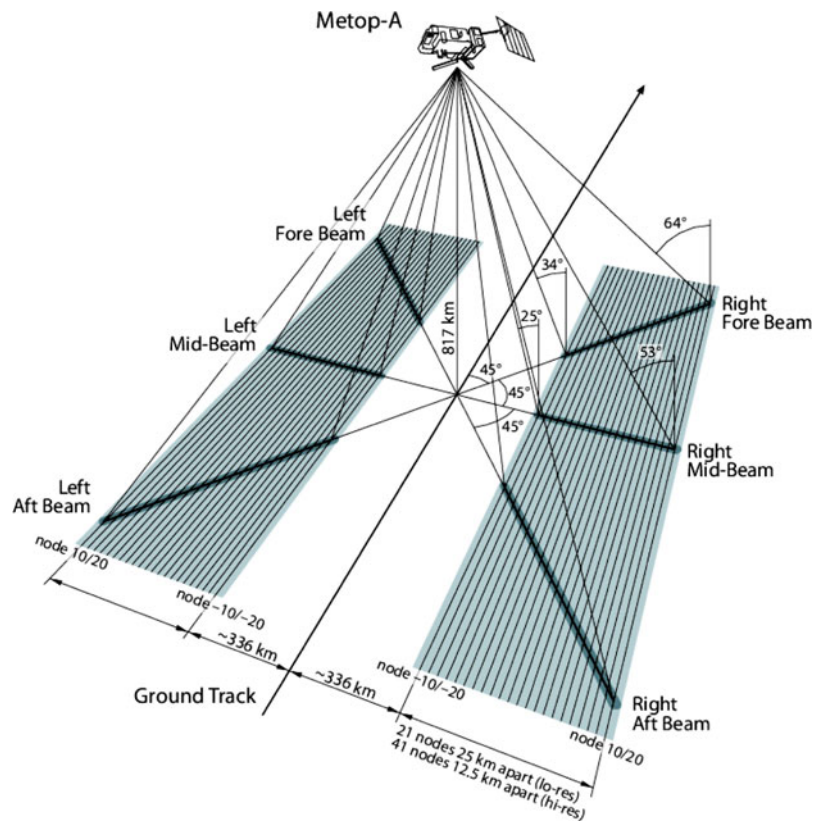 Metop-A
Left
Fore Beam
64°
34°
Right
Fore Beam
Left
Mid-Beam
817 km
25°
53°
45°
45°
45°
Right
Mid-Beam
Left
Aft Beam
node 10/20
node –10/–20
~336 km
~336 km
node –10/–20
Ground Track
Right
Aft Beam
node 10/20
21 nodes 25 km apart (lo-res)
41 nodes 12.5 km apart (hi-res)